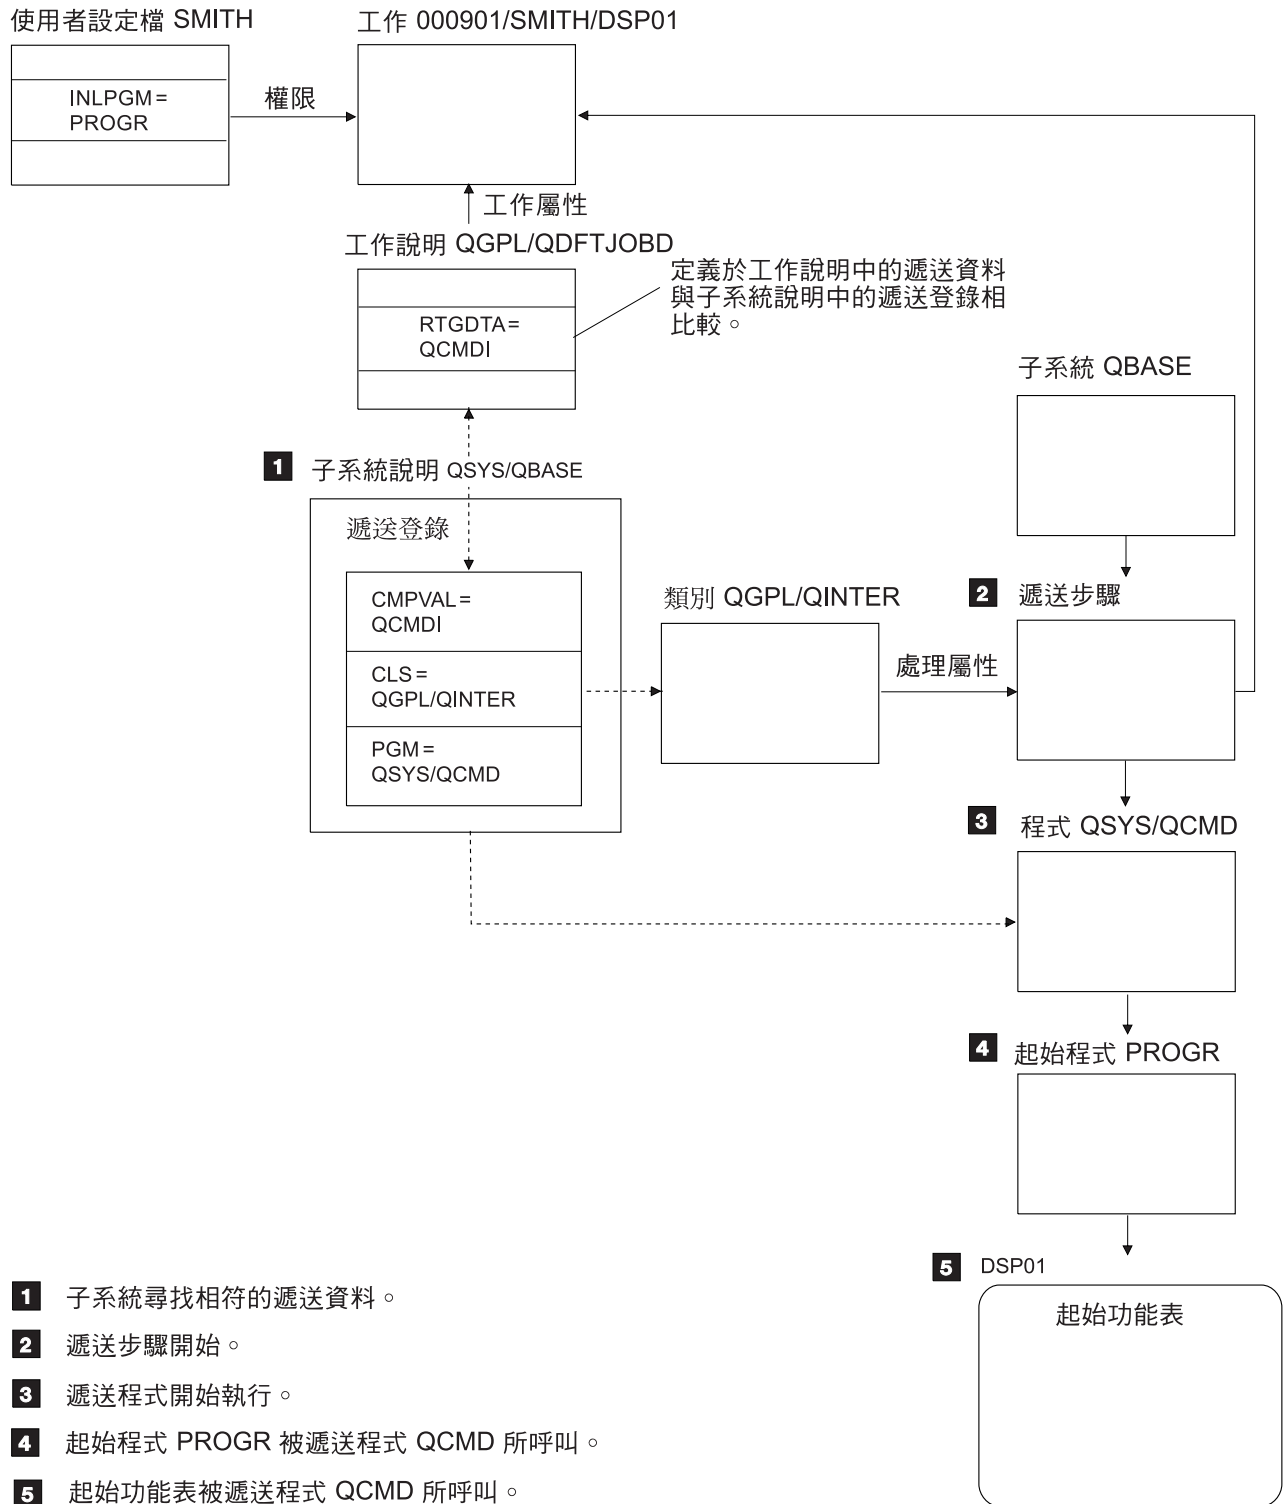 使用者設定檔 SMITH
工作 000901/SMITH/DSP01
INLPGM=
PROGR
權限
工作屬性
工作說明 QGPL/QDFTJOBD
定義於工作說明中的遞送資料
與子系統說明中的遞送登錄相
比較。
RTGDTA=
QCMDI
子系統 QBASE
1 子系統說明 QSYS/QBASE
遞送登錄
CMPVAL=
QCMDI
CLS=
QGPL/QINTER
PGM=
QSYS/QCMD
類別 QGPL/QINTER
處理屬性
2 遞送步驟
3 程式 QSYS/QCMD
4 起始程式 PROGR
5 DSP01
起始功能表
1 子系統尋找相符的遞送資料。
2 遞送步驟開始。
3 遞送程式開始執行。
4 起始程式 PROGR 被遞送程式 QCMD 所呼叫。
5 起始功能表被遞送程式 QCMD 所呼叫。